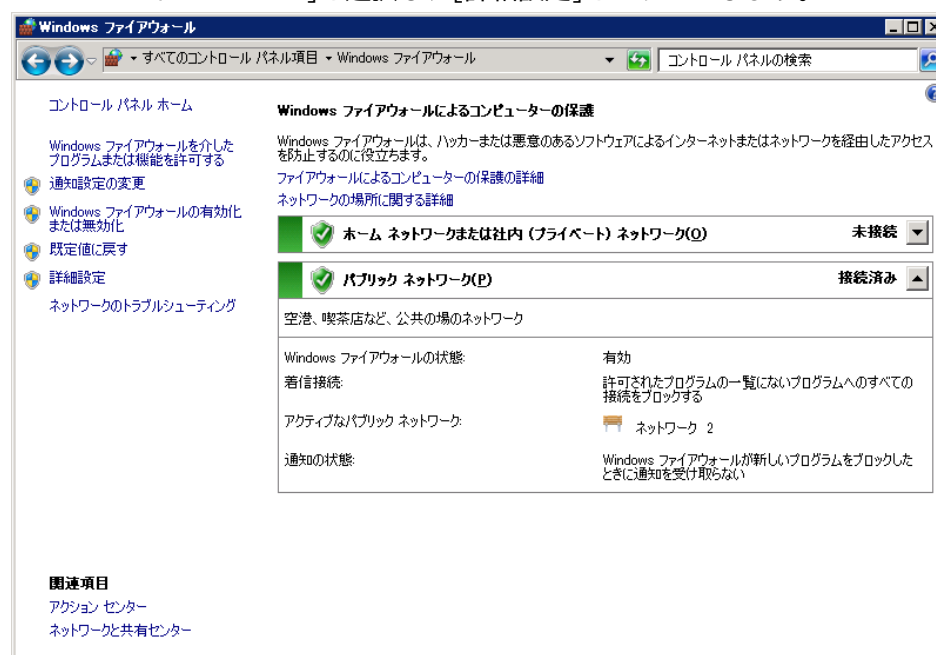 Windows ファイアウォール
すべてのコントロール パネル項目 Windows ファイアウォール
コントロール パネルの検索
コントロール パネル ホーム
Windows ファイアウォールを介した
プログラムまたは機能を許可する
通知設定の変更
Windows ファイアウォールの有効化
または無効化
既定値に戻す
詳細設定
ネットワークのトラブルシューティング
Windows ファイアウォールによるコンピューターの保護
Windows ファイアウォールは、ハッカーまたは悪意のあるソフトウェアによるインターネットまたはネットワークを経由したアクセス
を防止するのに役立ちます。
ファイアウォールによるコンピューターの保護の詳細
ネットワークの場所に関する詳細
ホーム ネットワークまたは社内 (プライベート) ネットワーク(O) 未接続
パブリック ネットワーク(P) 接続済み
空港、喫茶店など、公共の場のネットワーク
Windows ファイアウォールの状態: 有効
着信接続: 許可されたプログラムの一覧にないプログラムへのすべての
接続をブロックする
アクティブなパブリック ネットワーク: ネットワーク 2
通知の状態: Windows ファイアウォールが新しいプログラムをブロックした
ときに通知を受け取らない
関連項目
アクション センター
ネットワークと共有センター